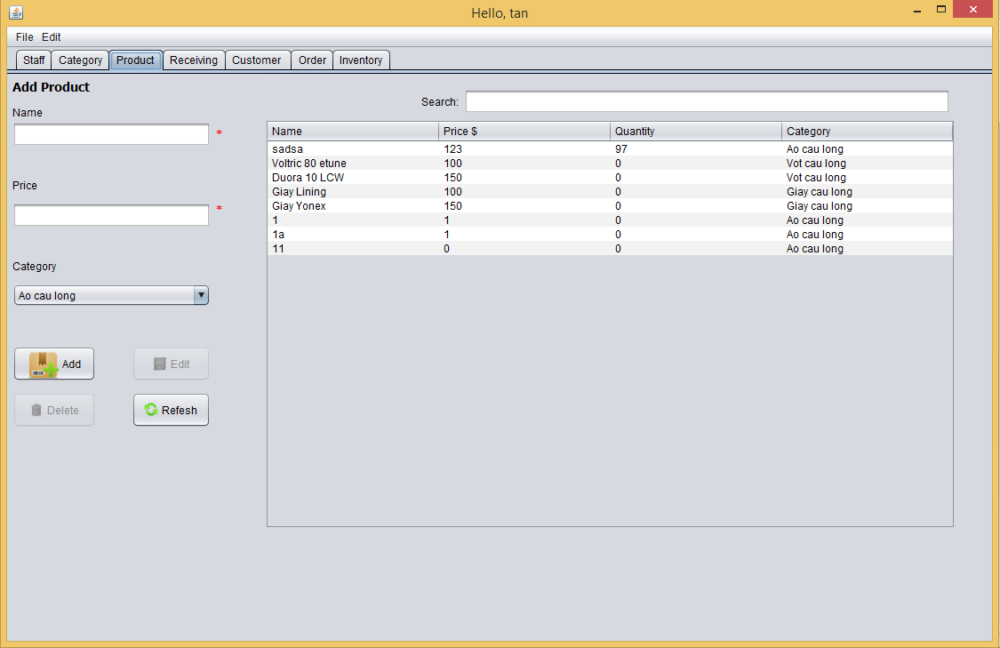 Hello, tan
File Edit
Staff Category Product Receiving Customer Order Inventory
Add Product
Search:
Name
*
Name Price $ Quantity Category
sadsa 123 97 Ao cau long
Voltric 80 etune 100 0 Vot cau long
Duora 10 LCW 150 0 Vot cau long
Giay Lining 100 0 Giay cau long
Giay Yonex 150 0 Giay cau long
1 1 0 Ao cau long
1a 1 0 Ao cau long
11 0 0 Ao cau long
Price
*
Category
Ao cau long
Add Edit
Delete Refesh